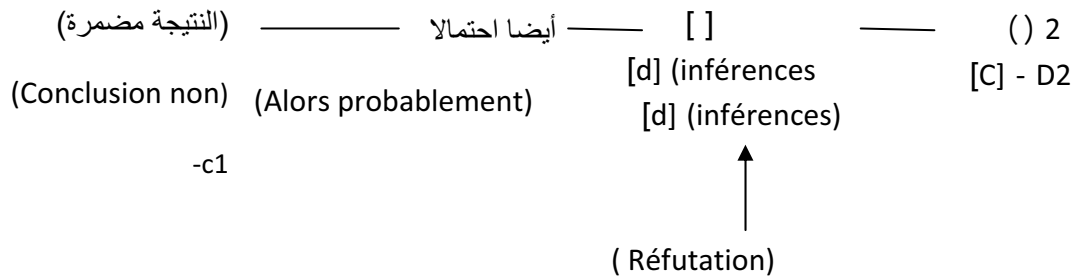 2 ( ) [ ] أيضا احتمالا (النتيجة مضمرة)
[C] - D2 [d] (inférences (Alors probablement) (Conclusion non)
[d] (inférences)
-c1
( Réfutation)